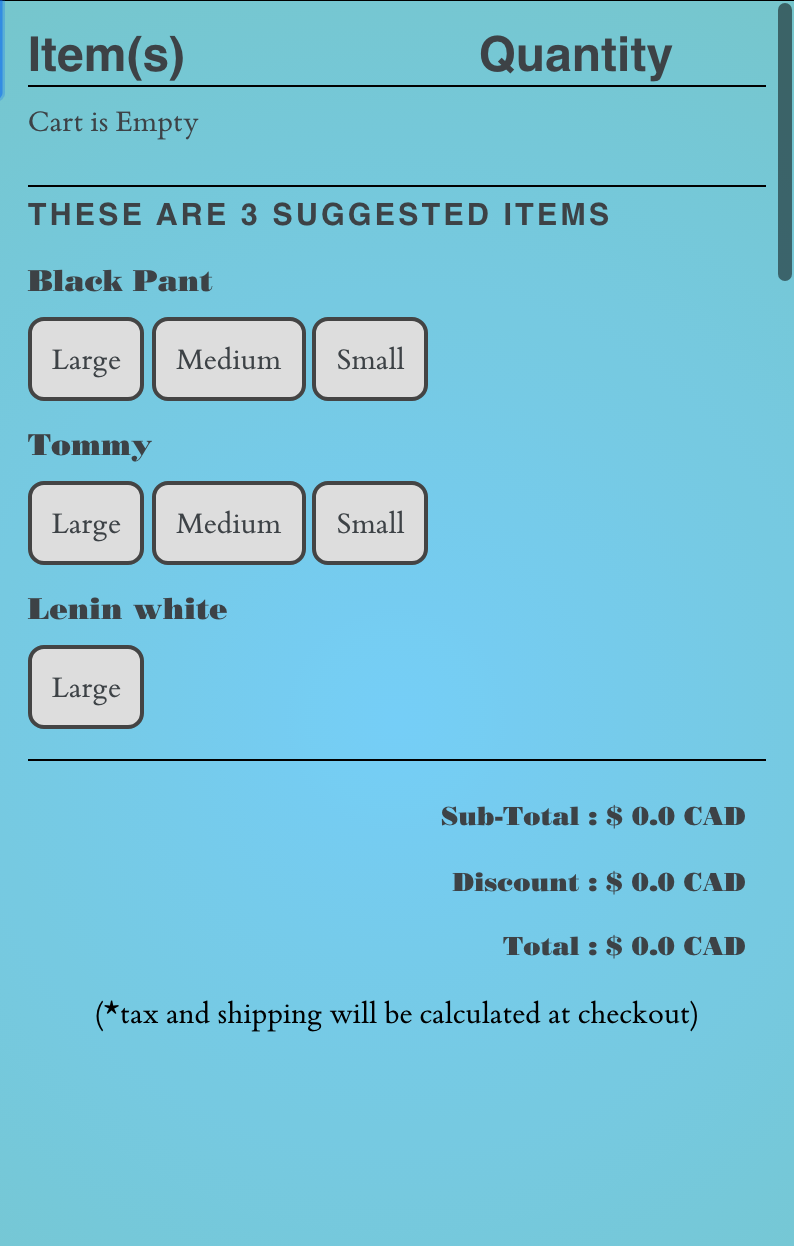 Item(s) Quantity
Cart is Empty
THESE ARE 3 SUGGESTED ITEMS
Black Pant
Large Medium Small
Tommy
Large Medium Small
Lenin white
Large
Sub-Total : $ 0.0 CAD
Discount : $ 0.0 CAD
Total : $ 0.0 CAD
(*tax and shipping will be calculated at checkout)